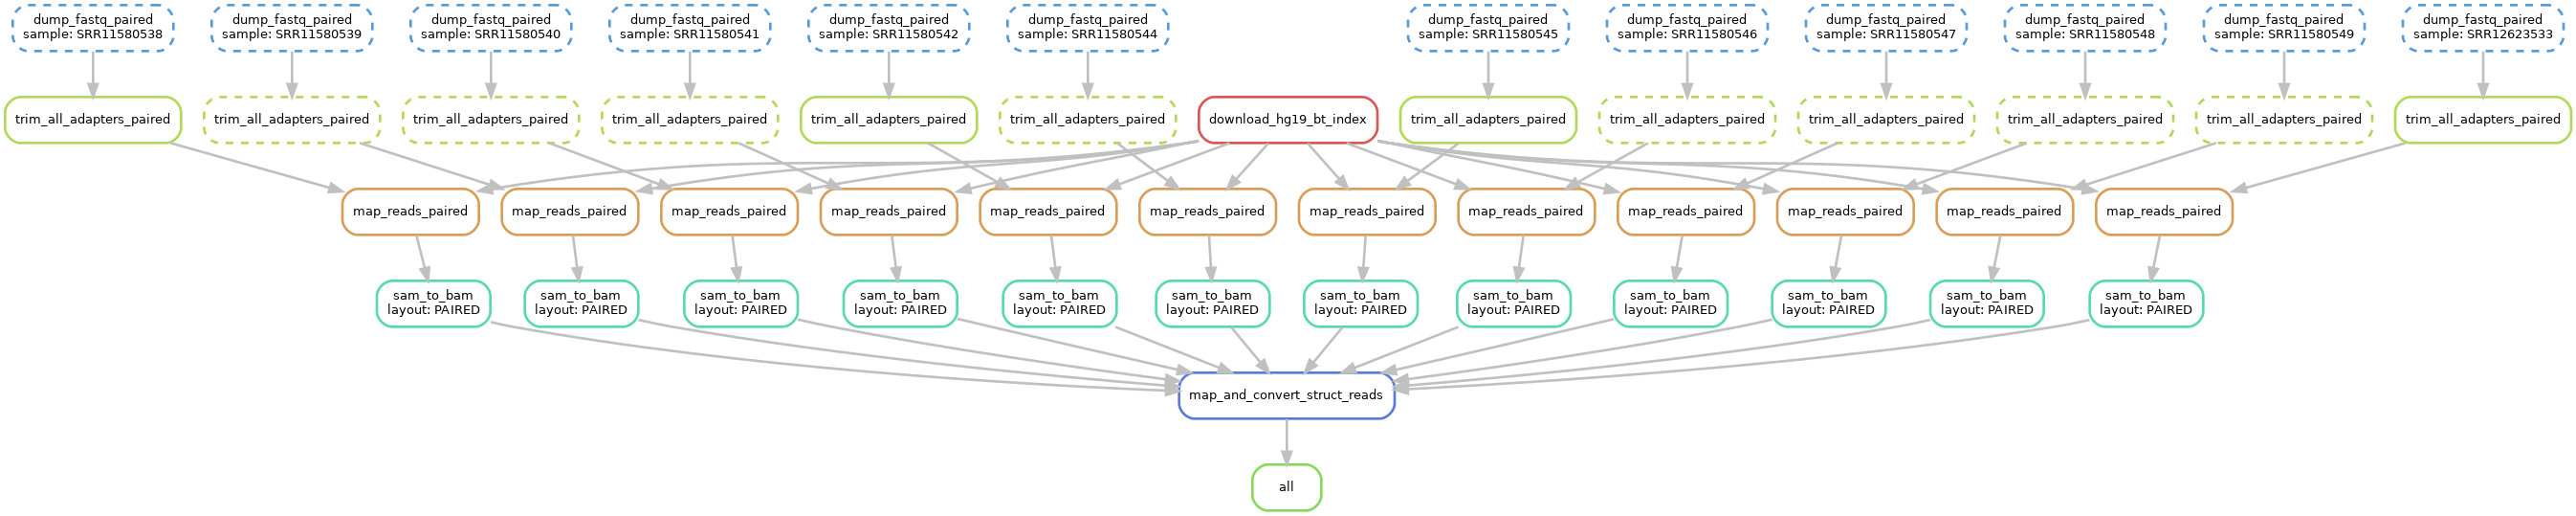 dump_fastq_paired
sample: SRR11580538
dump_fastq_paired
sample: SRR11580539
dump_fastq_paired
sample: SRR11580540
dump_fastq_paired
sample: SRR11580541
dump_fastq_paired
sample: SRR11580542
dump_fastq_paired
sample: SRR11580544
dump_fastq_paired
sample: SRR11580545
dump_fastq_paired
sample: SRR11580546
dump_fastq_paired
sample: SRR11580547
dump_fastq_paired
sample: SRR11580548
dump_fastq_paired
sample: SRR11580549
dump_fastq_paired
sample: SRR12623533
trim_all_adapters_paired
trim_all_adapters_paired
trim_all_adapters_paired
trim_all_adapters_paired
trim_all_adapters_paired
trim_all_adapters_paired
download_hg19_bt_index
trim_all_adapters_paired
trim_all_adapters_paired
trim_all_adapters_paired
trim_all_adapters_paired
trim_all_adapters_paired
trim_all_adapters_paired
map_reads_paired
map_reads_paired
map_reads_paired
map_reads_paired
map_reads_paired
map_reads_paired
map_reads_paired
map_reads_paired
map_reads_paired
map_reads_paired
map_reads_paired
map_reads_paired
sam_to_bam
layout: PAIRED
sam_to_bam
layout: PAIRED
sam_to_bam
layout: PAIRED
sam_to_bam
layout: PAIRED
sam_to_bam
layout: PAIRED
sam_to_bam
layout: PAIRED
sam_to_bam
layout: PAIRED
sam_to_bam
layout: PAIRED
sam_to_bam
layout: PAIRED
sam_to_bam
layout: PAIRED
sam_to_bam
layout: PAIRED
sam_to_bam
layout: PAIRED
map_and_convert_struct_reads
all